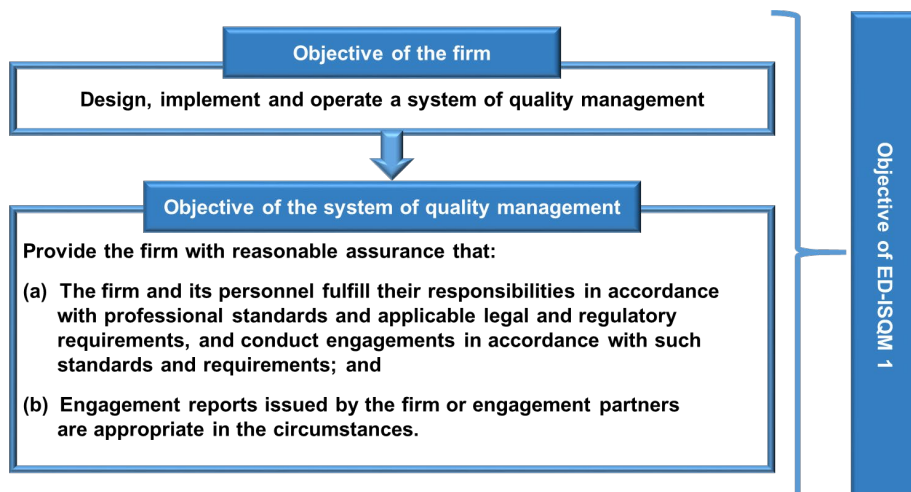 Objective of the firm
Design, implement and operate a system of quality management
Objective of the system of quality management
Provide the firm with reasonable assurance that:
(a) The firm and its personnel fulfill their responsibilities in accordance
with professional standards and applicable legal and regulatory
requirements, and conduct engagements in accordance with such
standards and requirements; and
(b) Engagement reports issued by the firm or engagement partners
are appropriate in the circumstances.
Objective of ED-ISQM 1